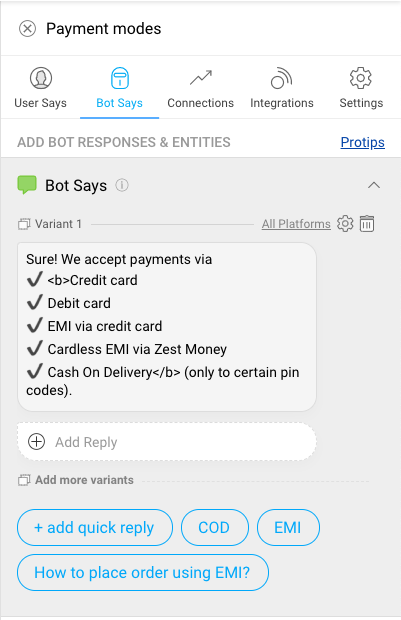 Payment modes
User Says
Bot Says
Connections
Integrations
Settings
ADD BOT RESPONSES & ENTITIES
Protips
Bot Says
Variant 1
All Platforms
Sure! We accept payments via
✔ <b>Credit card
✔ Debit card
✔ EMI via credit card
✔ Cardless EMI via Zest Money
✔ Cash On Delivery</b> (only to certain pin
codes).
Add Reply
Add more variants
+ add quick reply
COD
EMI
How to place order using EMI?